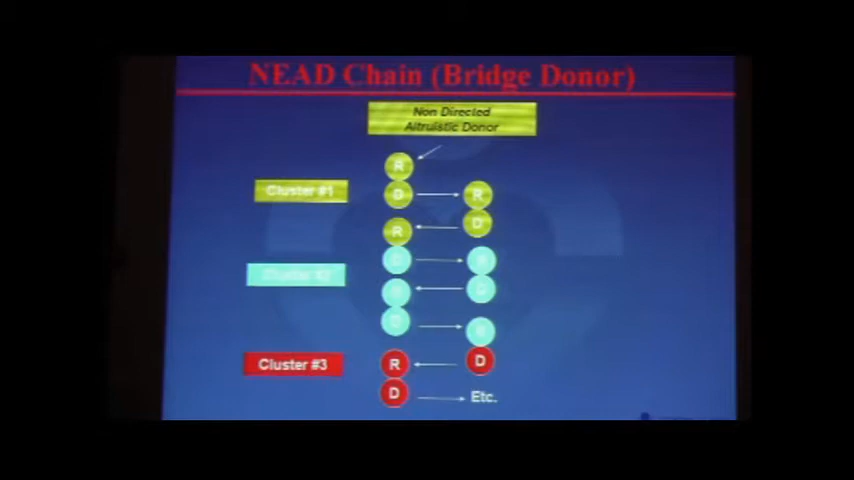 NEAD Chain (Bridge Donor)
Non Directed
Altruistic Donor
R
Cluster #1
D
R
R
D
D
R
Cluster #2
R
D
D
R
Cluster #3
R
D
D
Etc.